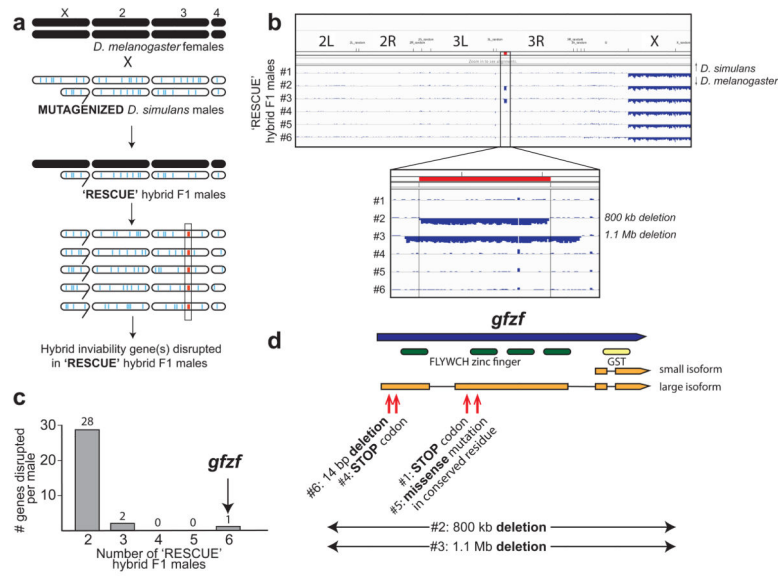 a
X 2 3 4
D. melanogaster females
X
MUTAGENIZED D. simulans males
'RESCUE' hybrid F1 males
Hybrid inviability gene(s) disrupted
in 'RESCUE' hybrid F1 males
b
2L 2R 3L 3R X
'RESCUE'
hybrid F1 males
#1
#2
#3
#4
#5
#6
D. simulans
D. melanogaster
#1
#2 800 kb deletion
#3 1.1 Mb deletion
#4
#5
#6
c
# genes disrupted
per male
30
20
10
0
28
2
0
0
1
gfzf
2 3 4 5 6
Number of 'RESCUE'
hybrid F1 males
d
gfzf
FLYWCH zinc finger
GST
small isoform
large isoform
#6: 14 bp deletion
#4: STOP codon
#1: STOP codon
#5: missense mutation
in conserved residue
#2: 800 kb deletion
#3: 1.1 Mb deletion